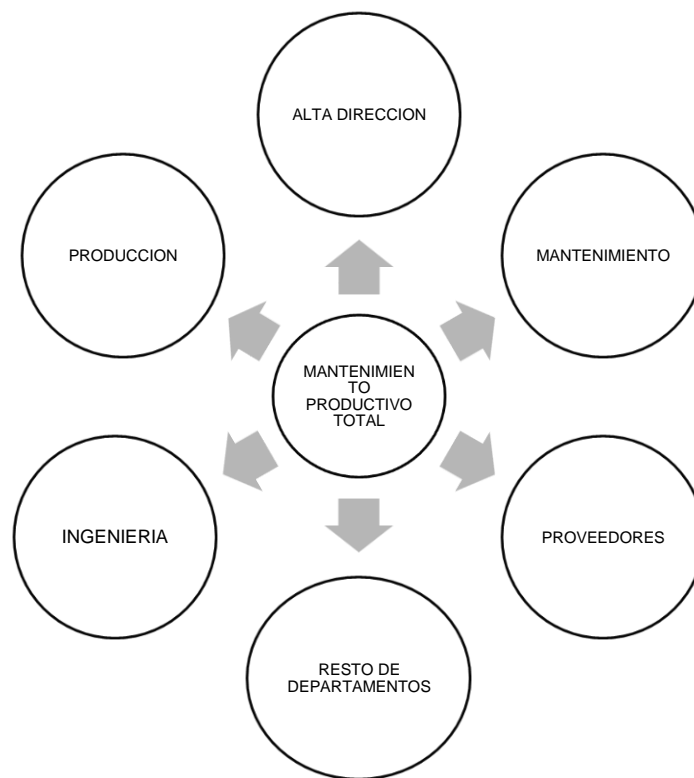 ALTA DIRECCION
PRODUCCION
MANTENIMIENTO
MANTENIMIEN
TO
PRODUCTIVO
TOTAL
INGENIERIA
PROVEEDORES
RESTO DE
DEPARTAMENTOS